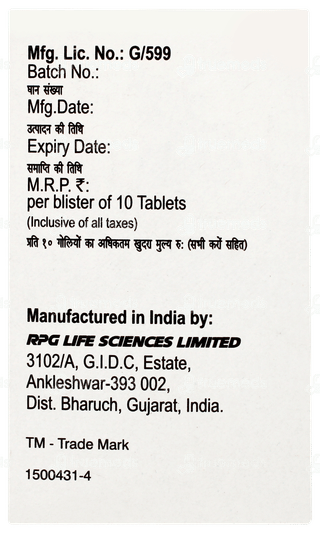 Mfg. Lic. No.: G/599
Batch No.:
घान संख्या
Mfg.Date:
उत्पादन की तिथि
Expiry Date:
समाप्ति की तिथि
M.R.P. ₹:
per blister of 10 Tablets
(Inclusive of all taxes)
प्रति १० गोलियों का अधिकतम खुदरा मुल्य रु: (सभी करों सहित)
Manufactured in India by:
RPG LIFE SCIENCES LIMITED
3102/A, G.I.D.C, Estate,
Ankleshwar-393 002,
Dist. Bharuch, Gujarat, India.
TM - Trade Mark
1500431-4